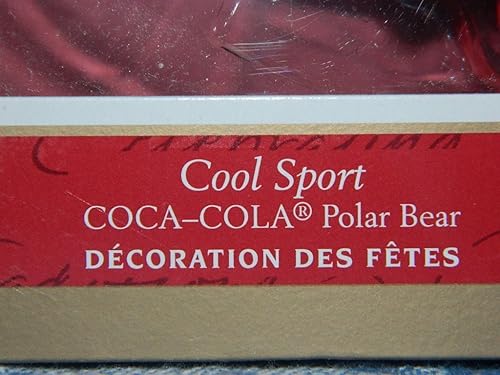 Cool Sport
COCA–COLA® Polar Bear
DÉCORATION DES FÊTES